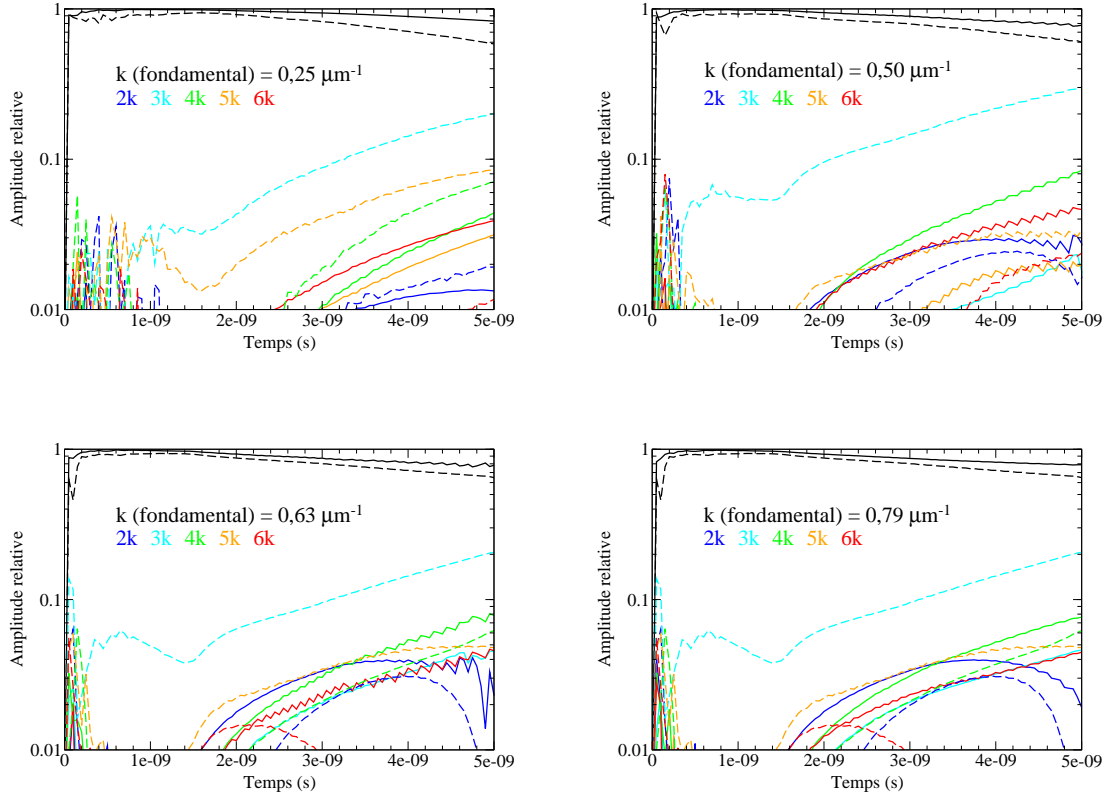 1
0.1
0.01
Amplitude relative
k (fondamental) = 0,25 μm-1
2k 3k 4k 5k 6k
0 1e-09 2e-09 3e-09 4e-09 5e-09
Temps (s)
1
0.1
0.01
Amplitude relative
k (fondamental) = 0,50 μm-1
2k 3k 4k 5k 6k
0 1e-09 2e-09 3e-09 4e-09 5e-09
Temps (s)
1
0.1
0.01
Amplitude relative
k (fondamental) = 0,63 μm-1
2k 3k 4k 5k 6k
0 1e-09 2e-09 3e-09 4e-09 5e-09
Temps (s)
1
0.1
0.01
Amplitude relative
k (fondamental) = 0,79 μm-1
2k 3k 4k 5k 6k
0 1e-09 2e-09 3e-09 4e-09 5e-09
Temps (s)